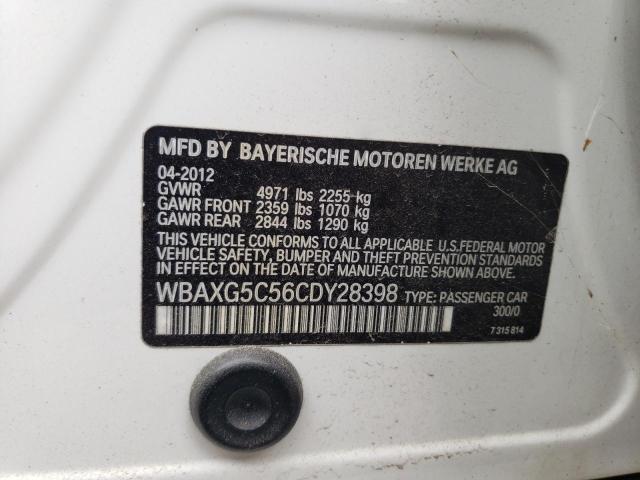 MFD BY BAYERISCHE MOTOREN WERKE AG
04-2012
GVWR 4971 lbs 2255 kg
GAWR FRONT 2359 lbs 1070 kg
GAWR REAR 2844 lbs 1290 kg
THIS VEHICLE CONFORMS TO ALL APPLICABLE U.S.FEDERAL MOTOR
VEHICLE SAFETY, BUMPER AND THEFT PREVENTION STANDARDS
IN EFFECT ON THE DATE OF MANUFACTURE SHOWN ABOVE.
WBAXG5C56CDY28398 TYPE: PASSENGER CAR
300/0
7 315 814